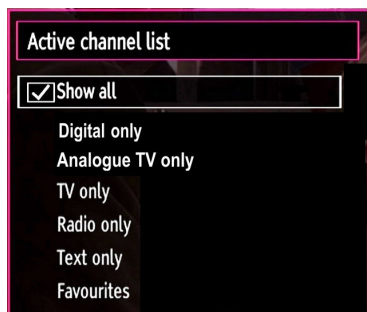 Active channel list
Show all
Digital only
Analogue TV only
TV only
Radio only
Text only
Favourites